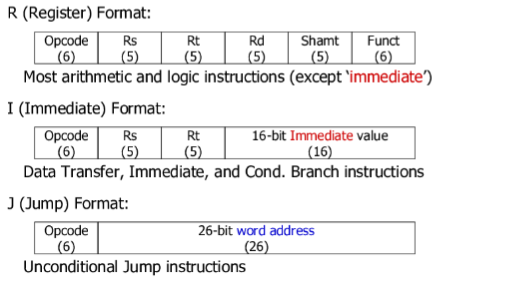 R (Register) Format:
Opcode Rs Rt Rd Shamt Funct
(6) (5) (5) (5) (5) (6)
Most arithmetic and logic instructions (except ‘immediate’)
I (Immediate) Format:
Opcode Rs Rt 16-bit Immediate value
(6) (5) (5) (16)
Data Transfer, Immediate, and Cond. Branch instructions
J (Jump) Format:
Opcode 26-bit word address
(6) (26)
Unconditional Jump instructions